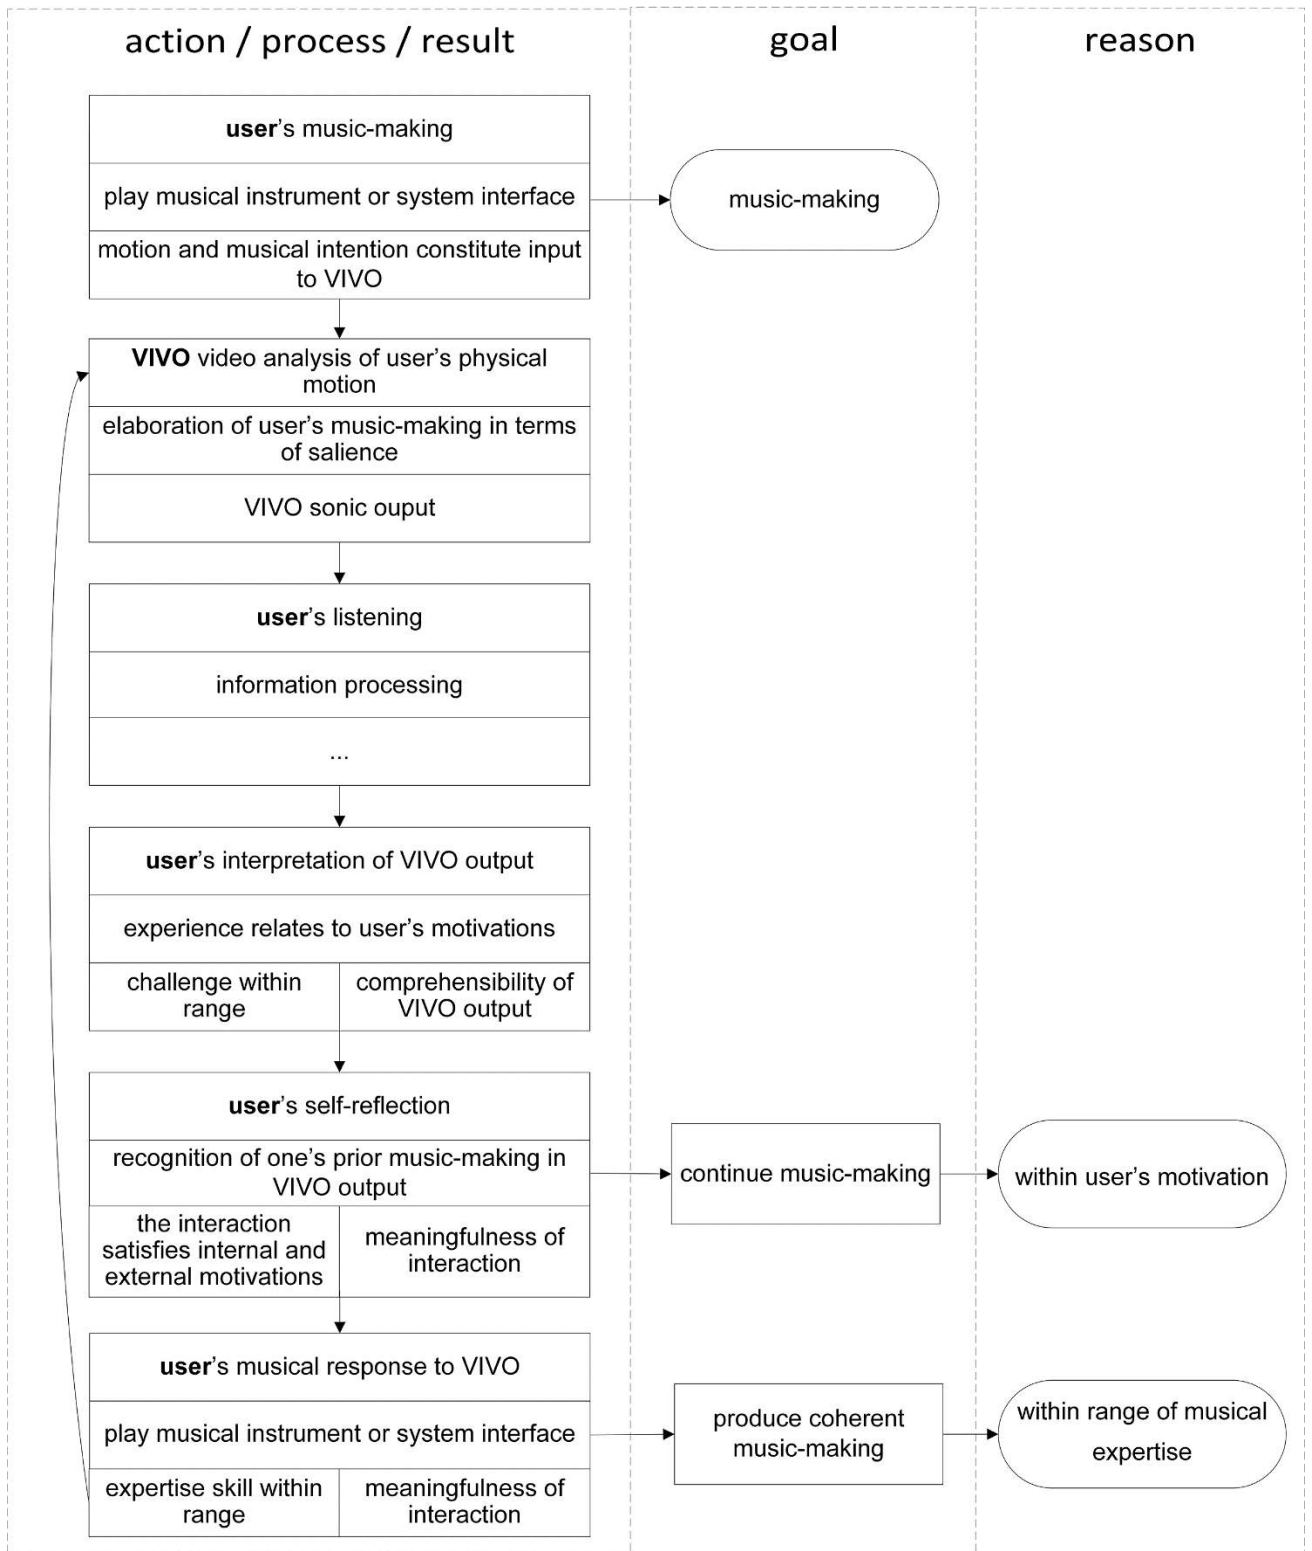 action / process / result
goal
reason
user's music-making
play musical instrument or system interface
motion and musical intention constitute input
to VIVO
music-making
VIVO video analysis of user's physical
motion
elaboration of user's music-making in terms
of salience
VIVO sonic ouput
user's listening
information processing
...
user's interpretation of VIVO output
experience relates to user's motivations
challenge within
range
comprehensibility of
VIVO output
user's self-reflection
recognition of one's prior music-making in
VIVO output
the interaction
satisfies internal and
external motivations
meaningfulness of
interaction
continue music-making
within user's motivation
user's musical response to VIVO
play musical instrument or system interface
expertise skill within
range
meaningfulness of
interaction
produce coherent
music-making
within range of musical
expertise